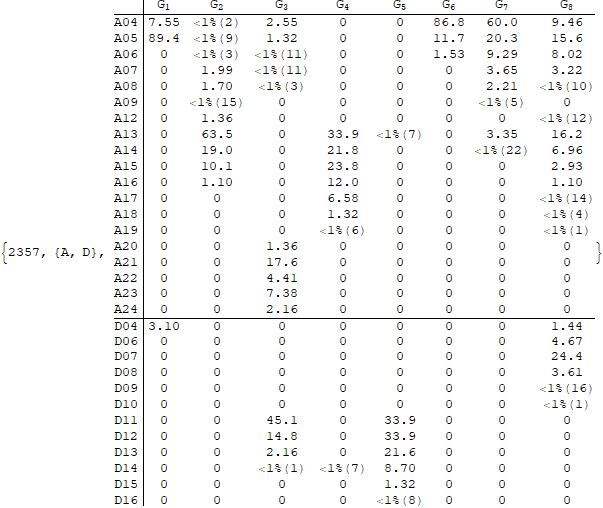 G₁ G₂ G₃ G₄ G₅ G₆ G₇ G₈
A04 7.55 <1%(2) 2.55 0 0 86.8 60.0 9.46
A05 89.4 <1%(9) 1.32 0 0 11.7 20.3 15.6
A06 0 <1%(3) <1%(11) 0 0 1.53 9.29 8.02
A07 0 1.99 <1%(11) 0 0 0 3.65 3.22
A08 0 1.70 <1%(3) 0 0 0 2.21 <1%(10)
A09 0 <1%(15) 0 0 0 0 <1%(5) 0
A12 0 1.36 0 0 0 0 0 <1%(12)
A13 0 63.5 0 33.9 <1%(7) 0 3.35 16.2
A14 0 19.0 0 21.8 0 0 <1%(22) 6.96
A15 0 10.1 0 23.8 0 0 0 2.93
A16 0 1.10 0 12.0 0 0 0 1.10
A17 0 0 0 6.58 0 0 0 <1%(14)
A18 0 0 0 1.32 0 0 0 <1%(4)
A19 0 0 0 <1%(6) 0 0 0 <1%(1)
A20 0 0 1.36 0 0 0 0 0
{2357, {A, D}, }
A21 0 0 17.6 0 0 0 0 0
A22 0 0 4.41 0 0 0 0 0
A23 0 0 7.38 0 0 0 0 0
A24 0 0 2.16 0 0 0 0 0
D04 3.10 0 0 0 0 0 0 1.44
D06 0 0 0 0 0 0 0 4.67
D07 0 0 0 0 0 0 0 24.4
D08 0 0 0 0 0 0 0 3.61
D09 0 0 0 0 0 0 0 <1%(16)
D10 0 0 0 0 0 0 0 <1%(1)
D11 0 0 45.1 0 33.9 0 0 0
D12 0 0 14.8 0 33.9 0 0 0
D13 0 0 2.16 0 21.6 0 0 0
D14 0 0 <1%(1) <1%(7) 8.70 0 0 0
D15 0 0 0 0 1.32 0 0 0
D16 0 0 0 0 <1%(8) 0 0 0